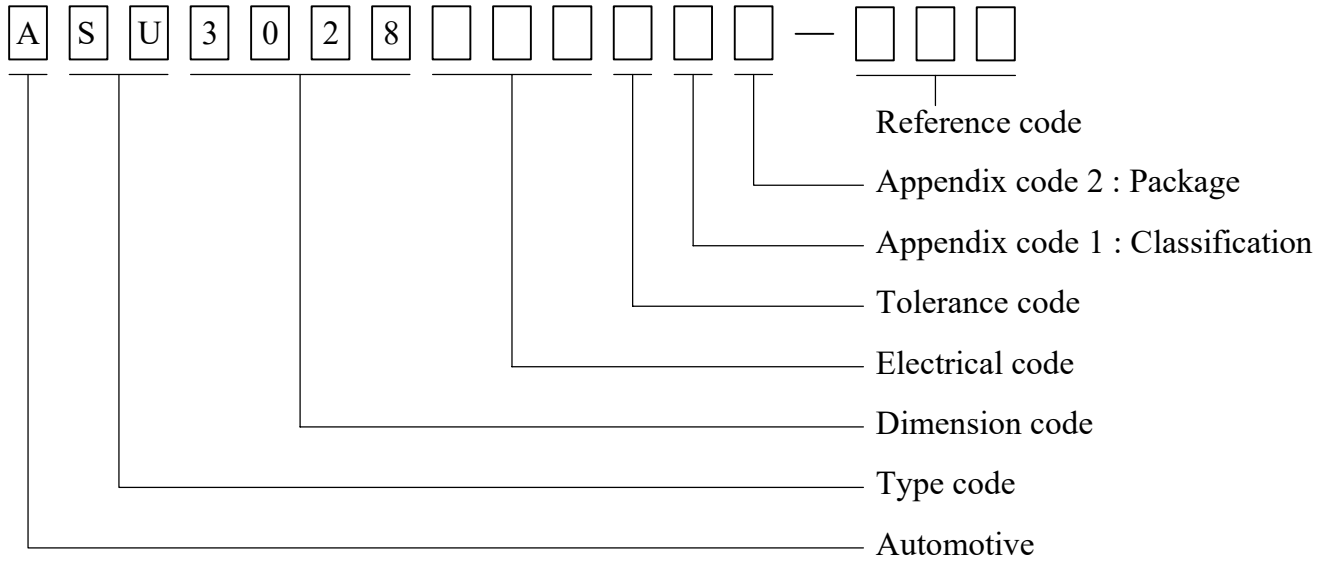 A S U 3 0 2 8 —
Reference code
Appendix code 2 : Package
Appendix code 1 : Classification
Tolerance code
Electrical code
Dimension code
Type code
Automotive